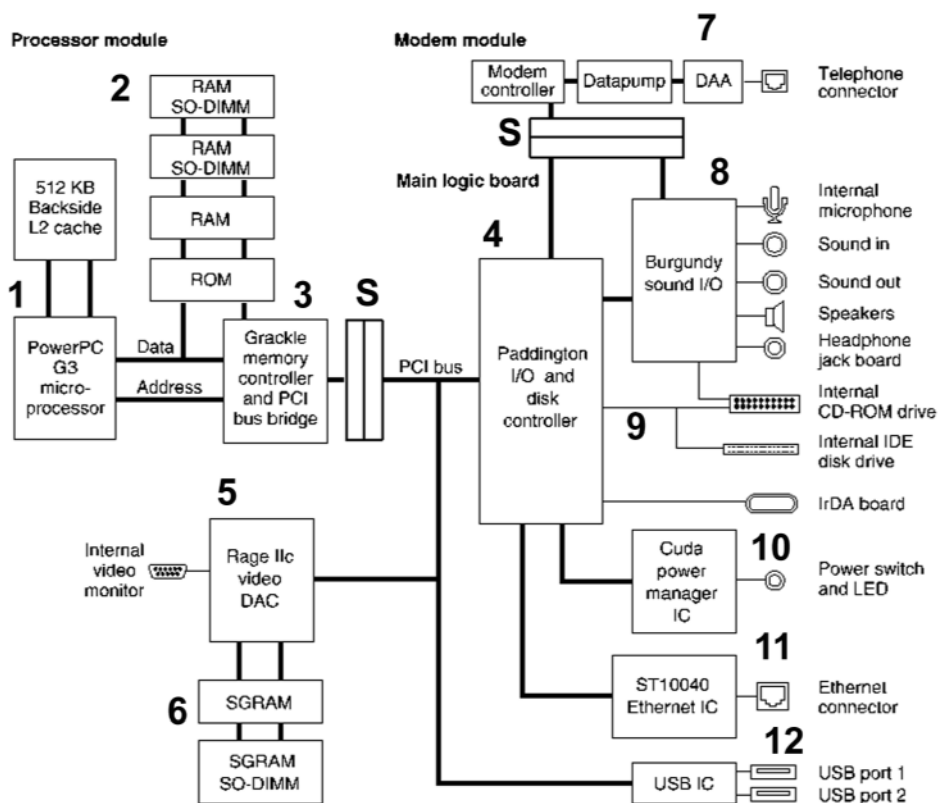 Processor module
Modem module
7
2
RAM
SO-DIMM
Modem
controller
Datapump
DAA
Telephone
connector
S
RAM
SO-DIMM
512 KB
Backside
L2 cache
Main logic
board
8
Internal
microphone
RAM
4
Sound in
Burgundy
sound I/O
ROM
Sound out
1
3
S
Speakers
PowerPC
G3
micro-
processor
Data
Address
Grackle
memory
controller
and PCI
bus bridge
PCI bus
Paddington
I/O and
disk
controller
Headphone
jack board
Internal
CD-ROM drive
9
Internal IDE
disk drive
5
IrDA board
Internal
video
monitor
Rage IIc
video
DAC
Cuda
power
manager
IC
10
Power switch
and LED
11
6
SGRAM
ST10040
Ethernet IC
Ethernet
connector
SGRAM
SO-DIMM
12
USB IC
USB port 1
USB port 2